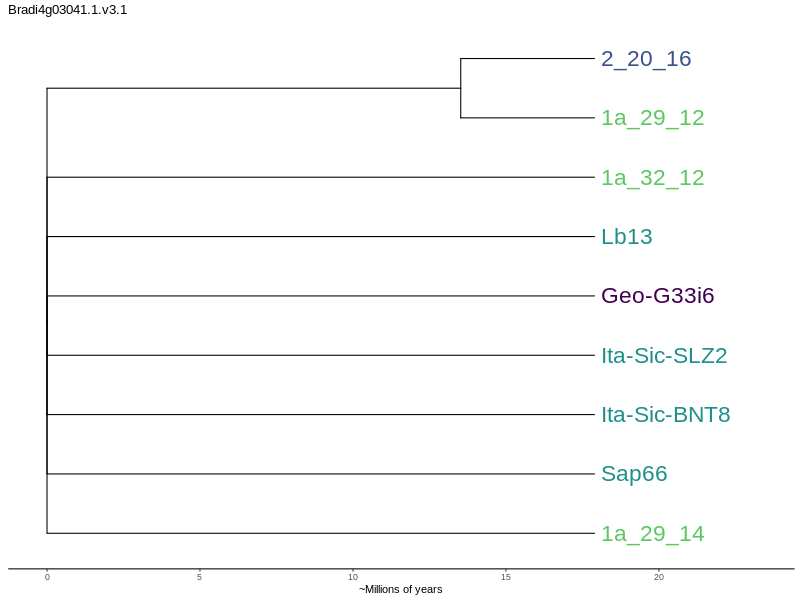 Bradi4g03041.1.v3.1
2_20_16
1a_29_12
1a_32_12
Lb13
Geo-G33i6
Ita-Sic-SLZ2
Ita-Sic-BNT8
Sap66
1a_29_14
0 5 10 15 20
~Millions of years